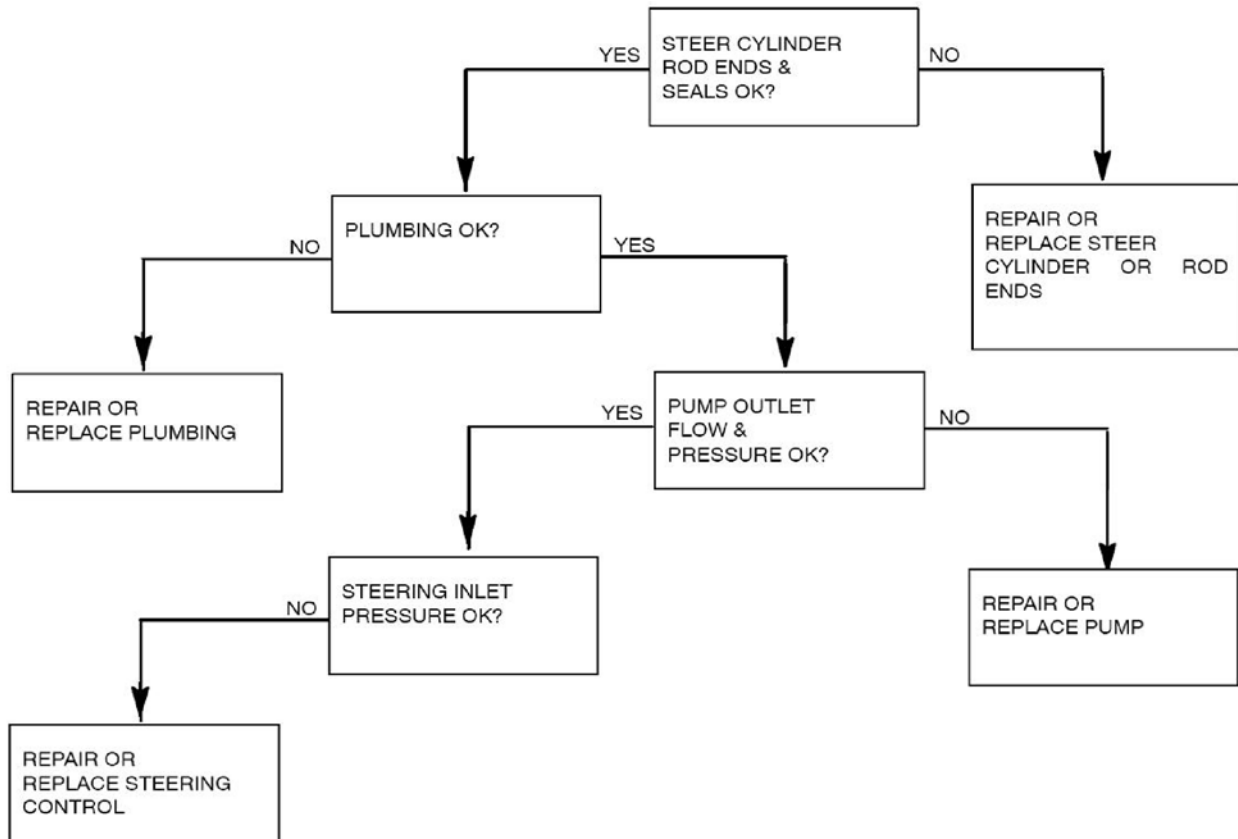 STEER CYLINDER
ROD ENDS &
SEALS OK?
YES
NO
PLUMBING OK?
NO
YES
REPAIR OR
REPLACE STEER
CYLINDER OR ROD
ENDS
REPAIR OR
REPLACE PLUMBING
PUMP OUTLET
FLOW &
PRESSURE OK?
YES
NO
STEERING INLET
PRESSURE OK?
NO
REPAIR OR
REPLACE PUMP
REPAIR OR
REPLACE STEERING
CONTROL